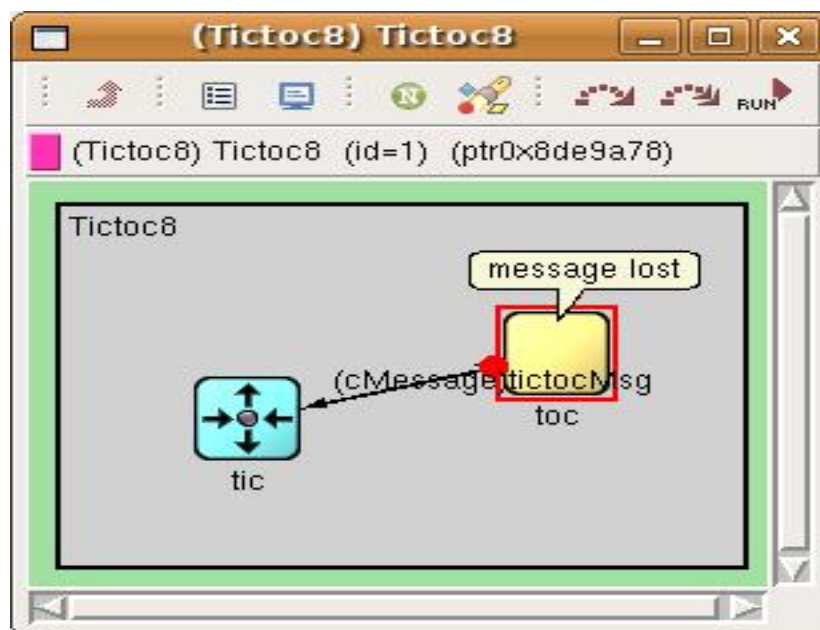 (Tictoc8) Tictoc8
N
RUN
(Tictoc8) Tictoc8 (id=1) (ptr0x8de9a78)
Tictoc8
message lost
(cMessage)tictocMsg
toc
tic